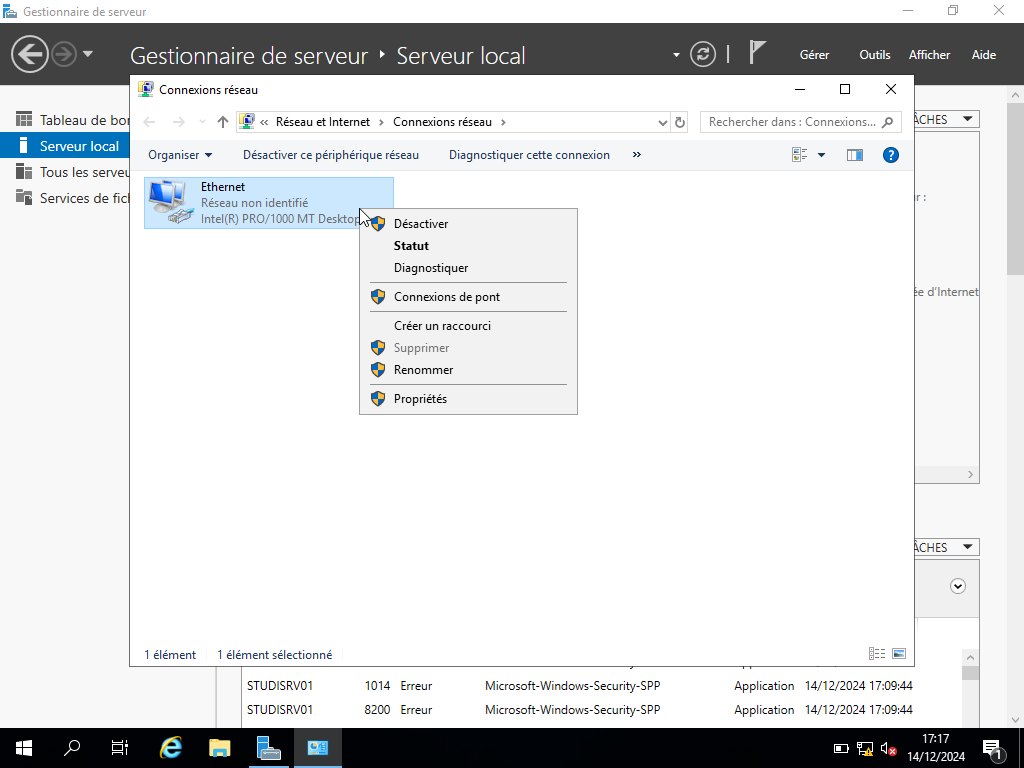 Gestionnaire de serveur
Gestionnaire de serveur ‣ Serveur local
Gérer Outils Afficher Aide
Connexions réseau
« Réseau et Internet > Connexions réseau >
Rechercher dans : Connexions...
Organiser Désactiver ce périphérique réseau Diagnostiquer cette connexion »
Tableau de bor
Serveur local
Tous les serveu
Services de fich
ÂCHES
r :
ée d'Internet
Ethernet
Réseau non identifié
Intel(R) PRO/1000 MT Desktop
Désactiver
Statut
Diagnostiquer
Connexions de pont
Créer un raccourci
Supprimer
Renommer
Propriétés
ÂCHES
1 élément 1 élément sélectionné
STUDISRV01 1014 Erreur Microsoft-Windows-Security-SPP Application 14/12/2024 17:09:44
STUDISRV01 8200 Erreur Microsoft-Windows-Security-SPP Application 14/12/2024 17:09:44
17:17
14/12/2024
1